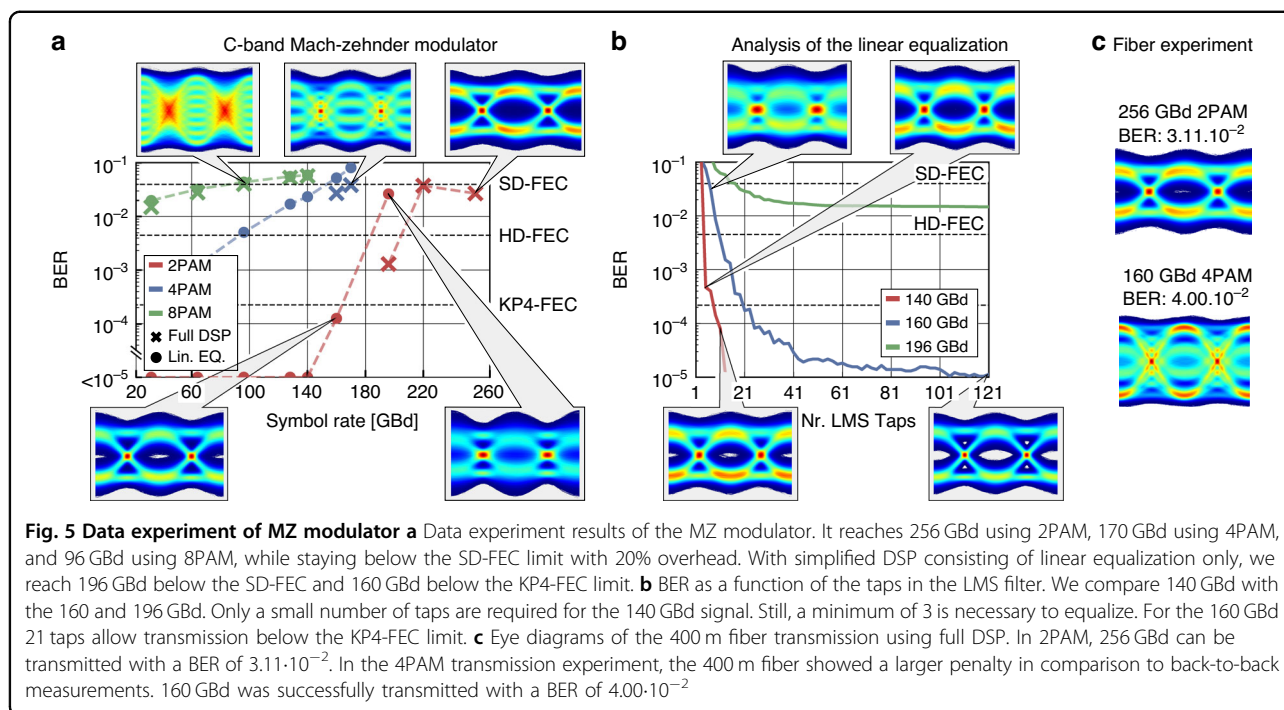 a
C-band Mach-zehnder modulator
10⁻¹
10⁻²
10⁻³
10⁻⁴
<10⁻⁵
BER
SD-FEC
HD-FEC
KP4-FEC
2PAM
4PAM
8PAM
Full DSP
Lin. EQ.
20 60 100 140 180 220 260
Symbol rate [GBd]
b
Analysis of the linear equalization
10⁻¹
10⁻²
10⁻³
10⁻⁴
10⁻⁵
BER
SD-FEC
HD-FEC
KP4-FEC
140 GBd
160 GBd
196 GBd
1 21 41 61 81 101 121
Nr. LMS Taps
c Fiber experiment
256 GBd 2PAM
BER: 3.11.10⁻²
160 GBd 4PAM
BER: 4.00.10⁻²
Fig. 5 Data experiment of MZ modulator a Data experiment results of the MZ modulator. It reaches 256 GBd using 2PAM, 170 GBd using 4PAM,
and 96 GBd using 8PAM, while staying below the SD-FEC limit with 20% overhead. With simplified DSP consisting of linear equalization only, we
reach 196 GBd below the SD-FEC and 160 GBd below the KP4-FEC limit. b BER as a function of the taps in the LMS filter. We compare 140 GBd with
the 160 and 196 GBd. Only a small number of taps are required for the 140 GBd signal. Still, a minimum of 3 is necessary to equalize. For the 160 GBd
21 taps allow transmission below the KP4-FEC limit. c Eye diagrams of the 400 m fiber transmission using full DSP. In 2PAM, 256 GBd can be
transmitted with a BER of 3.11·10⁻². In the 4PAM transmission experiment, the 400 m fiber showed a larger penalty in comparison to back-to-back
measurements. 160 GBd was successfully transmitted with a BER of 4.00·10⁻²